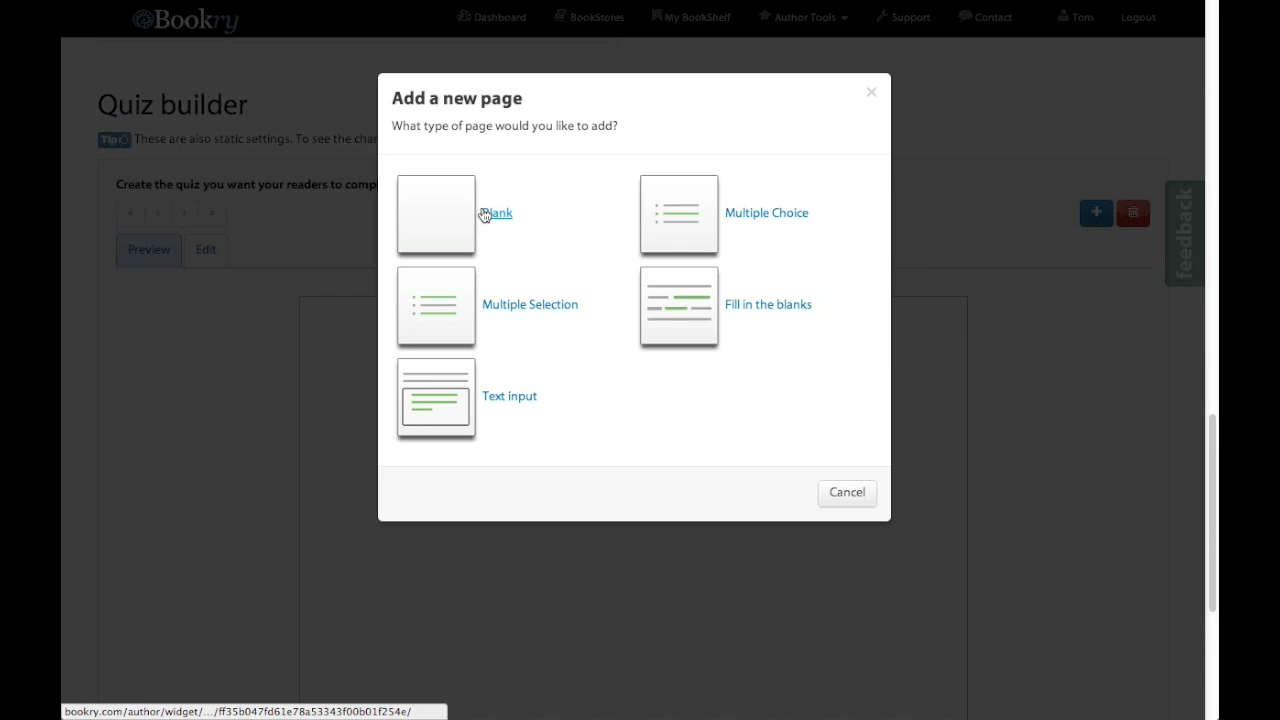 Bookry
Dashboard
BookStores
My BookShelf
Author Tools
Support
Contact
Tom
Logout
Quiz builder
Tip
These are also static settings. To see the
Create the quiz you want your readers to
Preview
Edit
Add a new page
×
What type of page would you like to add?
Blank
Multiple Choice
Multiple Selection
Fill in the blanks
Text input
Cancel
feedback
bookry.com/author/widget/.../ff35b047fd61e78a53343f00b01f254e/